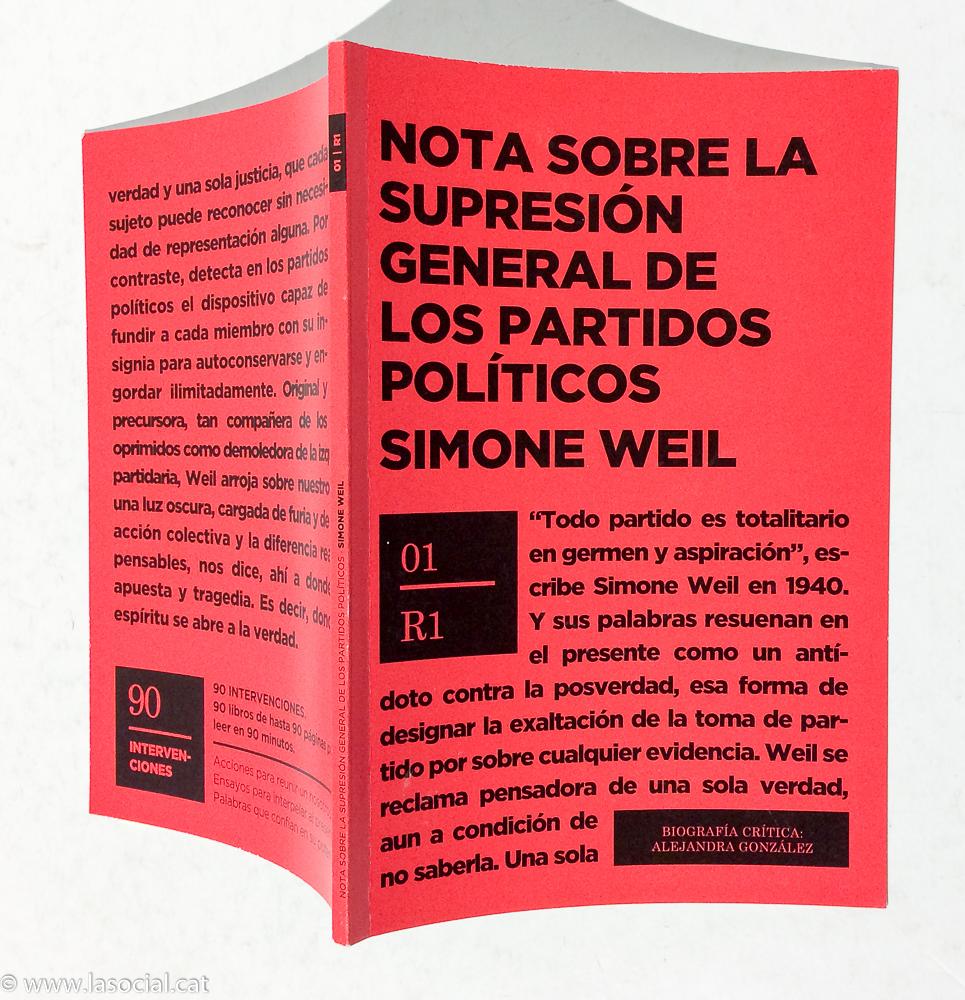 NOTA SOBRE LA
SUPRESIÓN
GENERAL DE
LOS PARTIDOS
POLÍTICOS
SIMONE WEIL
01
R1
“Todo partido es totalitario
en germen y aspiración”, es-
cribe Simone Weil en 1940.
Y sus palabras resuenan en
el presente como un antí-
doto contra la posverdad, esa forma de
designar la exaltación de la toma de par-
tido por sobre cualquier evidencia. Weil se
reclama pensadora de una sola verdad,
aun a condición de
no saberla. Una sola
BIOGRAFÍA CRÍTICA:
ALEJANDRA GONZÁLEZ
01 | R1
NOTA SOBRE LA SUPRESIÓN GENERAL DE LOS PARTIDOS POLÍTICOS SIMONE WEIL
verdad y una sola justicia, que cada
sujeto puede reconocer sin necesi-
dad de representación alguna. Por
contraste, detecta en los partidos
políticos el dispositivo capaz de
fundir a cada miembro con su in-
signia para autoconservarse y en-
gordar ilimitadamente. Original y
precursora, tan compañera de los
oprimidos como demoledora de la izq
partidaria, Weil arroja sobre nuestro
una luz oscura, cargada de furia y de
acción colectiva y la diferencia
pensables, nos dice, ahí a donde
apuesta y tragedia. Es decir,
espíritu se abre a la verdad.
90
INTERVEN-
CIONES
90 INTERVENCIONES.
90 libros de hasta 90 páginas
leer en 90 minutos.
Acciones para reunir un
Ensayos para interpelar al
Palabras que confían en su
© www.lasocial.cat